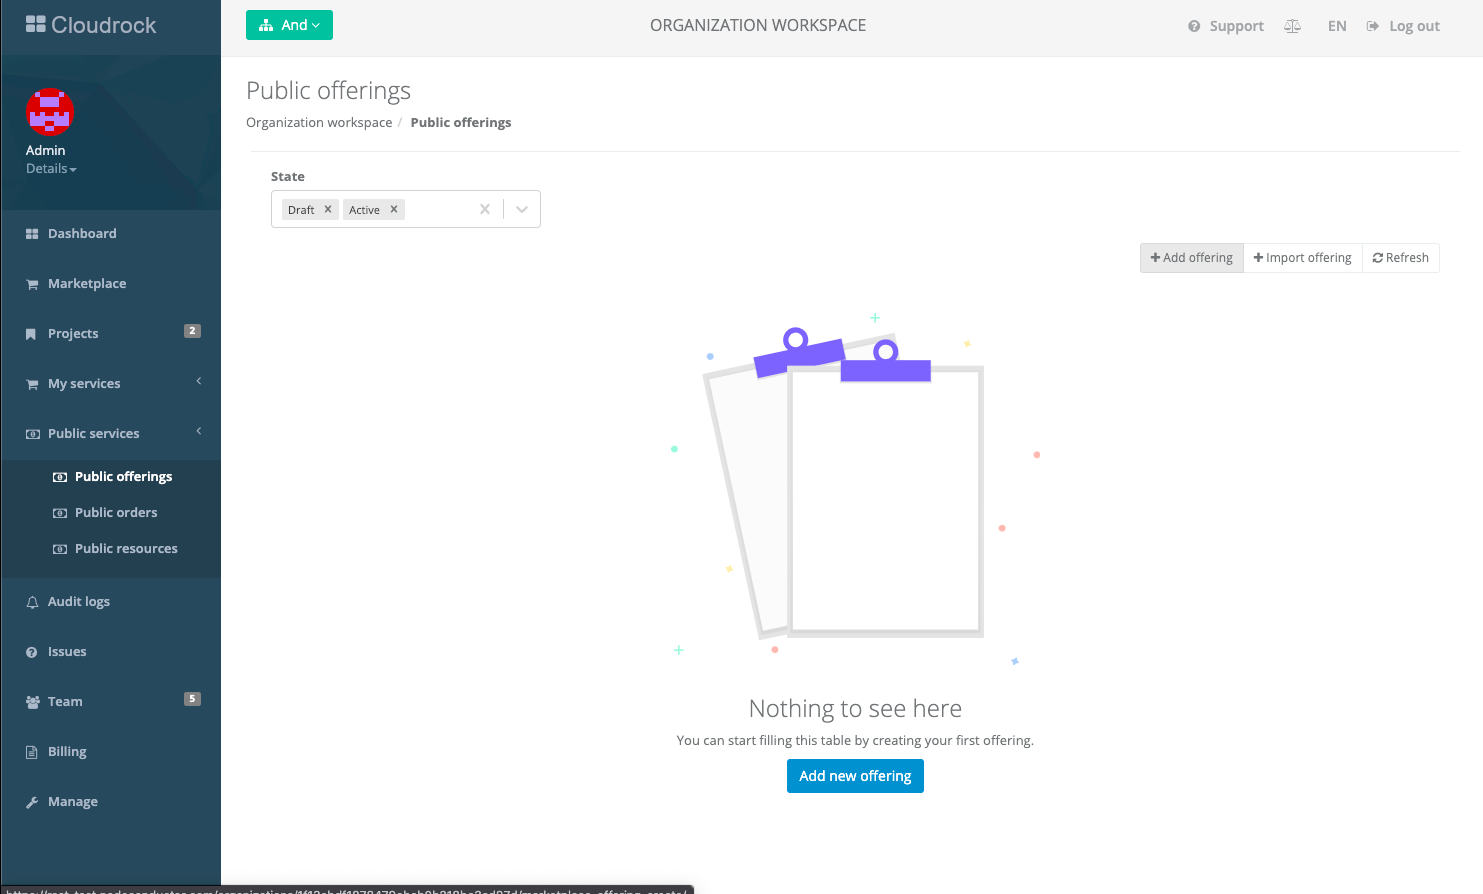 Cloudrock
And
ORGANIZATION WORKSPACE
Support
EN
Log out
Admin
Details
Public offerings
Organization workspace / Public offerings
State
Draft
Active
Add offering
Import offering
Refresh
Dashboard
Marketplace
Projects 2
My services
Public services
Public offerings
Public orders
Public resources
Audit logs
Issues
Team 5
Billing
Manage
Nothing to see here
You can start filling this table by creating your first offering.
Add new offering